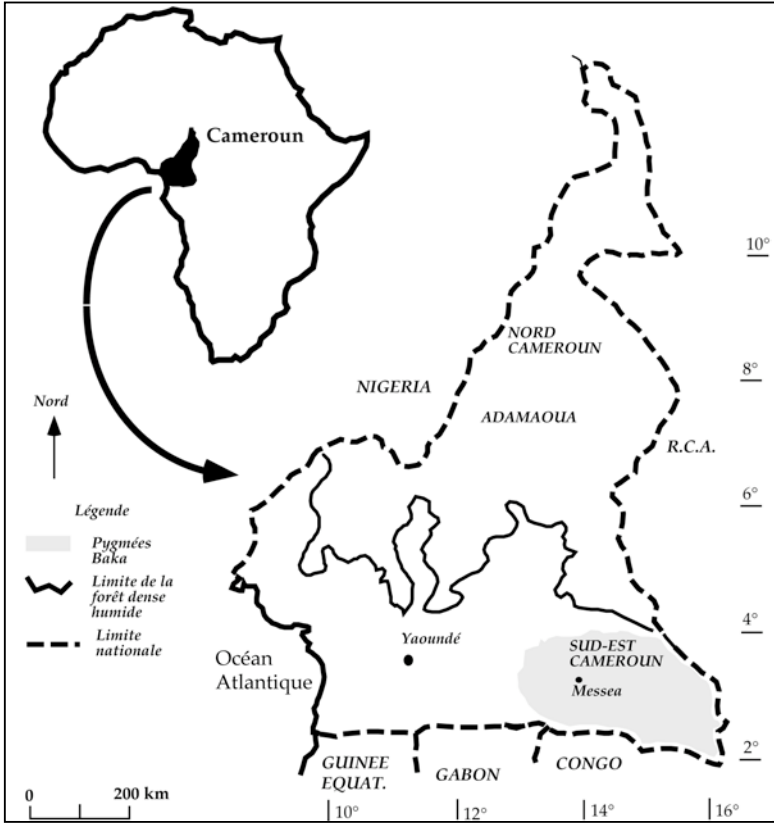 Cameroun
10°
NORD
CAMEROUN
NIGERIA
8°
Nord
ADAMAOUA
R.C.A.
6°
Légende
Pygmées
Baka
Limite de la
forêt dense
humide
Limite
nationale
4°
Yaoundé
SUD-EST
CAMEROUN
Océan
Atlantique
Messea
2°
GUINEE
EQUAT.
GABON
CONGO
0 200 km
10° 12° 14° 16°